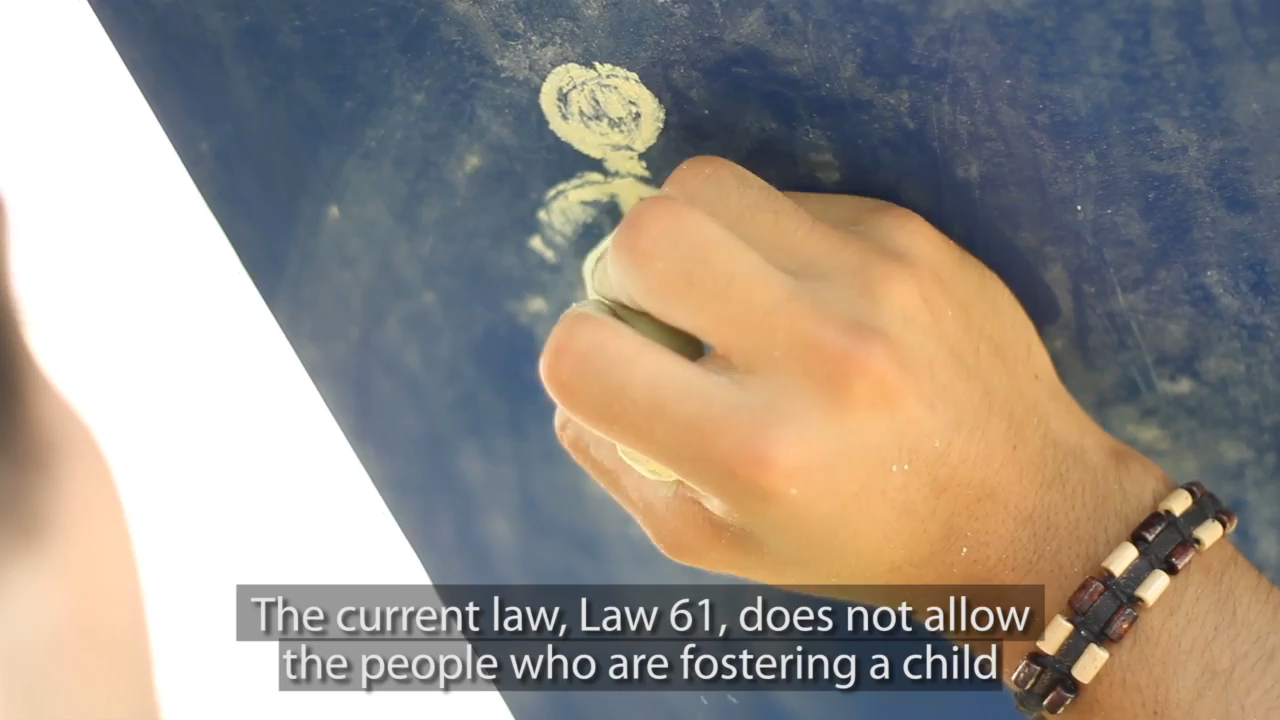 The current law, Law 61, does not allow
the people who are fostering a child